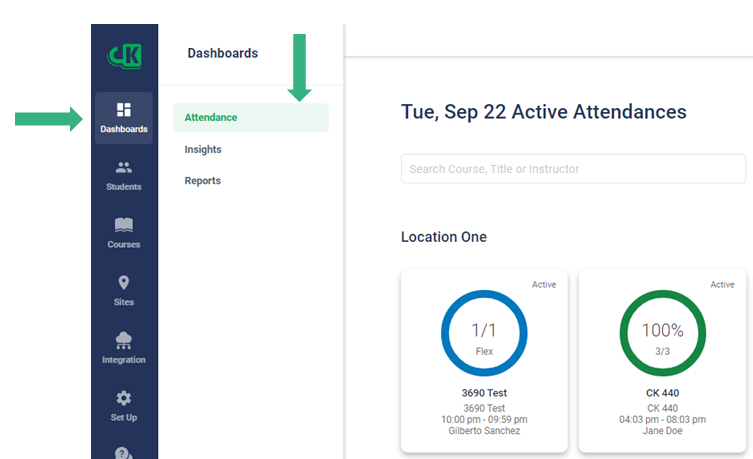 CK
Dashboards
Students
Courses
Sites
Integration
Set Up
Dashboards
Attendance
Insights
Reports
Tue, Sep 22 Active Attendances
Search Course, Title or Instructor
Location One
Active
1/1
Flex
3690 Test
3690 Test
10:00 pm - 09:59 pm
Gilberto Sanchez
Active
100%
3/3
CK 440
CK 440
04:03 pm - 08:03 pm
Jane Doe